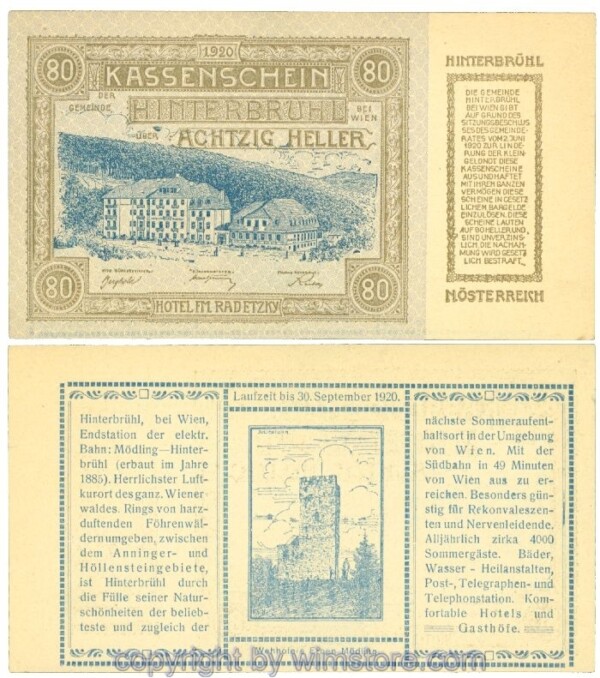 1920
80
80
KASSENSCHEIN
DER
GEMEINDE
HINTERBRÜHL
BEI
WIEN
ÜBER
ACHTZIG HELLER
80
80
HOTEL F.M. RADETZKY
HINTERBRÜHL
DIE GEMEINDE
HINTERBRÜHL
BEI WIEN GIBT
AUF GRUND DES
SITZUNGSBESCHLUS
SES DES GEMEINDE-
RATES VOM 2. JUNI
1920 ZUR LINDE
RUNG DER KLEIN-
GELDNOT DIESE
KASSENSCHEINE
AUS UND HAFTET
MIT IHREM GANZEN
VERMÖGEN DIESE
SCHEINE IN GESETZ
LICHEM BARGELDE
EINZULÖSEN. DIESE
SCHEINE LAUTEN
AUF 80 HELLER UND
SIND UNVERZINS-
LICH. DIE NACHAH-
MUNG WIRD GESETZ
LICH BESTRAFT.
N.ÖSTERREICH
Laufzeit bis 30. September 1920.
Hinterbrühl, bei Wien,
Endstation der elektr.
Bahn: Mödling—Hinter-
brühl (erbaut im Jahre
1885). Herrlichster Luft-
kurort des ganz. Wiener-
waldes. Rings von harz-
duftenden Föhrenwäl-
dern umgeben, zwischen
dem Anninger- und
Höllensteingebiete,
ist Hinterbrühl durch
die Fülle seiner Natur-
schönheiten der belieb-
teste und zugleich der
nächste Sommeraufent-
haltsort in der Umgebung
von Wien. Mit der
Südbahn in 49 Minuten
von Wien aus zu er-
reichen. Besonders gün-
stig für Rekonvaleszen-
ten und Nervenleidende.
Alljährlich zirka 4000
Sommergäste. Bäder,
Wasser - Heilanstalten,
Post-, Telegraphen- und
Telephonstation. Kom-
fortable Hotels und
Gasthöfe.
Mödling
copyright by wimstore.com